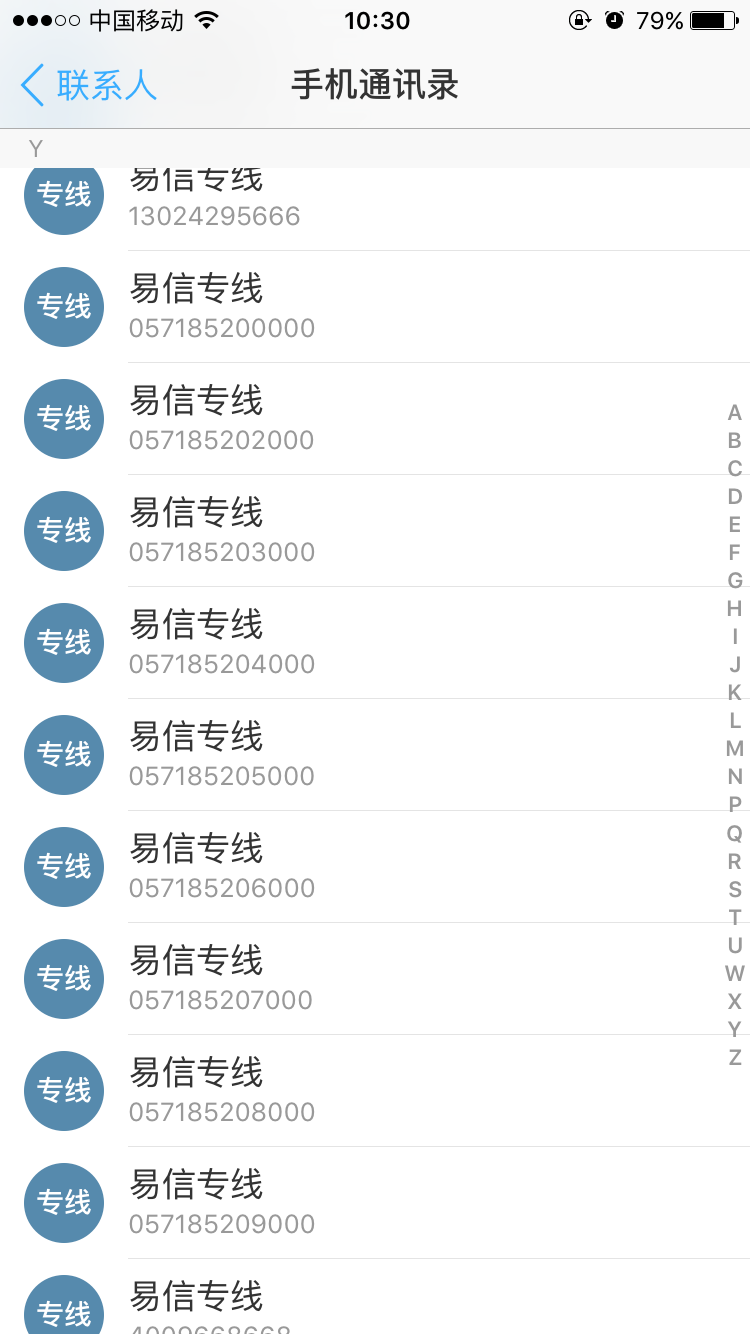 中国移动 10:30 79%
联系人 手机通讯录
Y
专线 易信专线
13024295666
专线 易信专线
057185200000
专线 易信专线
057185202000
专线 易信专线
057185203000
专线 易信专线
057185204000
专线 易信专线
057185205000
专线 易信专线
057185206000
专线 易信专线
057185207000
专线 易信专线
057185208000
专线 易信专线
057185209000
专线 易信专线
4009668668
A
B
C
D
E
F
G
H
I
J
K
L
M
N
P
Q
R
S
T
U
W
X
Y
Z